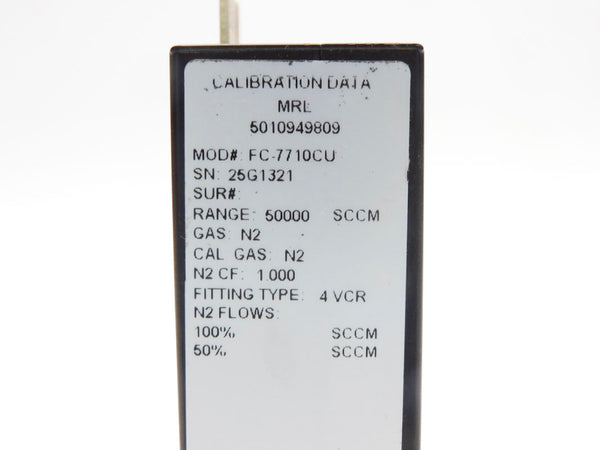 CALIBRATION DATA
MRL
5010949809
MOD#: FC-7710CU
SN: 25G1321
SUR#:
RANGE: 50000 SCCM
GAS: N2
CAL GAS: N2
N2 CF: 1.000
FITTING TYPE: 4 VCR
N2 FLOWS:
100% SCCM
50% SCCM